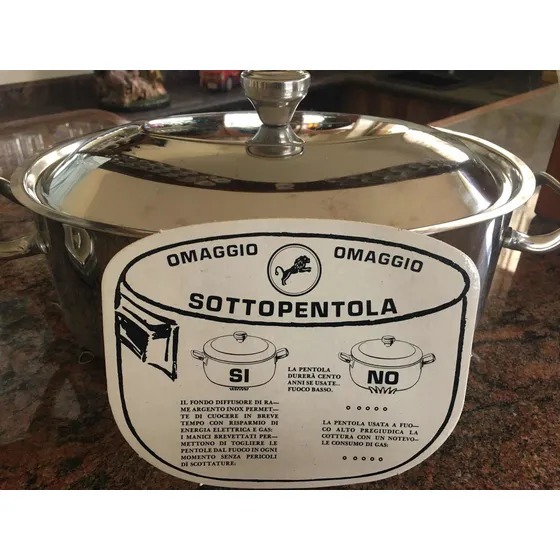 OMAGGIO OMAGGIO
SOTTOPENTOLA
SI
LA PENTOLA
DURERÀ CENTO
ANNI SE USATE..
FUOCO BASSO.
NO
IL FONDO DIFFUSORE DI RA—
ME ARGENTO INOX PERMET—
TE DI CUOCERE IN BREVE
TEMPO CON RISPARMIO DI
ENERGIA ELETTRICA E GAS:
I MANICI BREVETTATI PER—
METTONO DI TOGLIERE LE
PENTOLE DAL FUOCO IN OGNI
MOMENTO SENZA PERICOLI
DI SCOTTATURE:
LA PENTOLA USATA A FUO—
CO ALTO PREGIUDICA LA
COTTURA CON UN NOTEVO—
LE CONSUMO DI GAS: